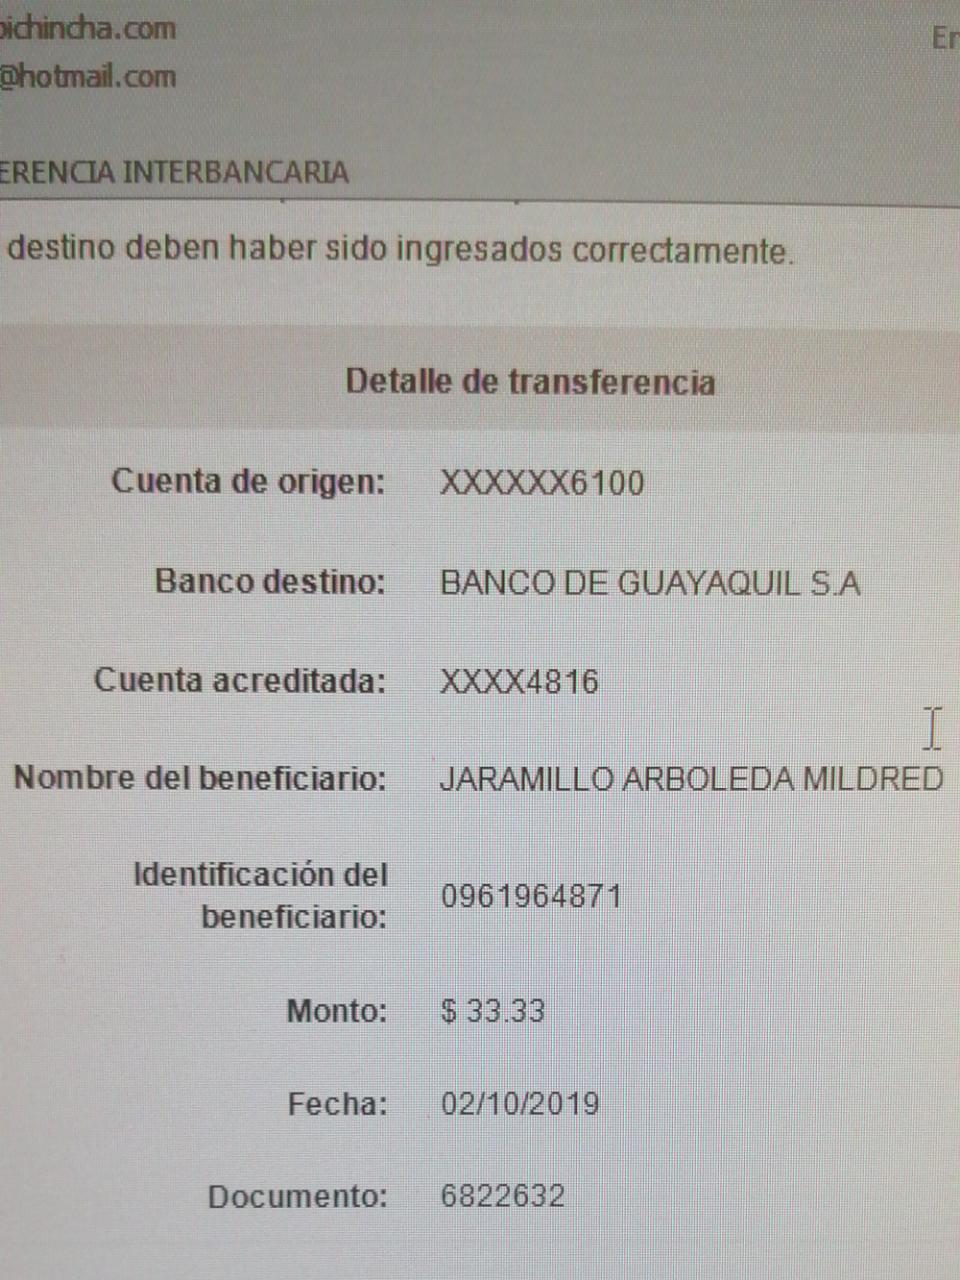 pichincha.com
@hotmail.com
ERENCIA INTERBANCARIA
destino deben haber sido ingresados correctamente.
Detalle de transferencia
Cuenta de origen: XXXXXX6100
Banco destino: BANCO DE GUAYAQUIL S.A
Cuenta acreditada: XXXX4816
Nombre del beneficiario: JARAMILLO ARBOLEDA MILDRED
Identificación del
beneficiario: 0961964871
Monto: $ 33.33
Fecha: 02/10/2019
Documento: 6822632